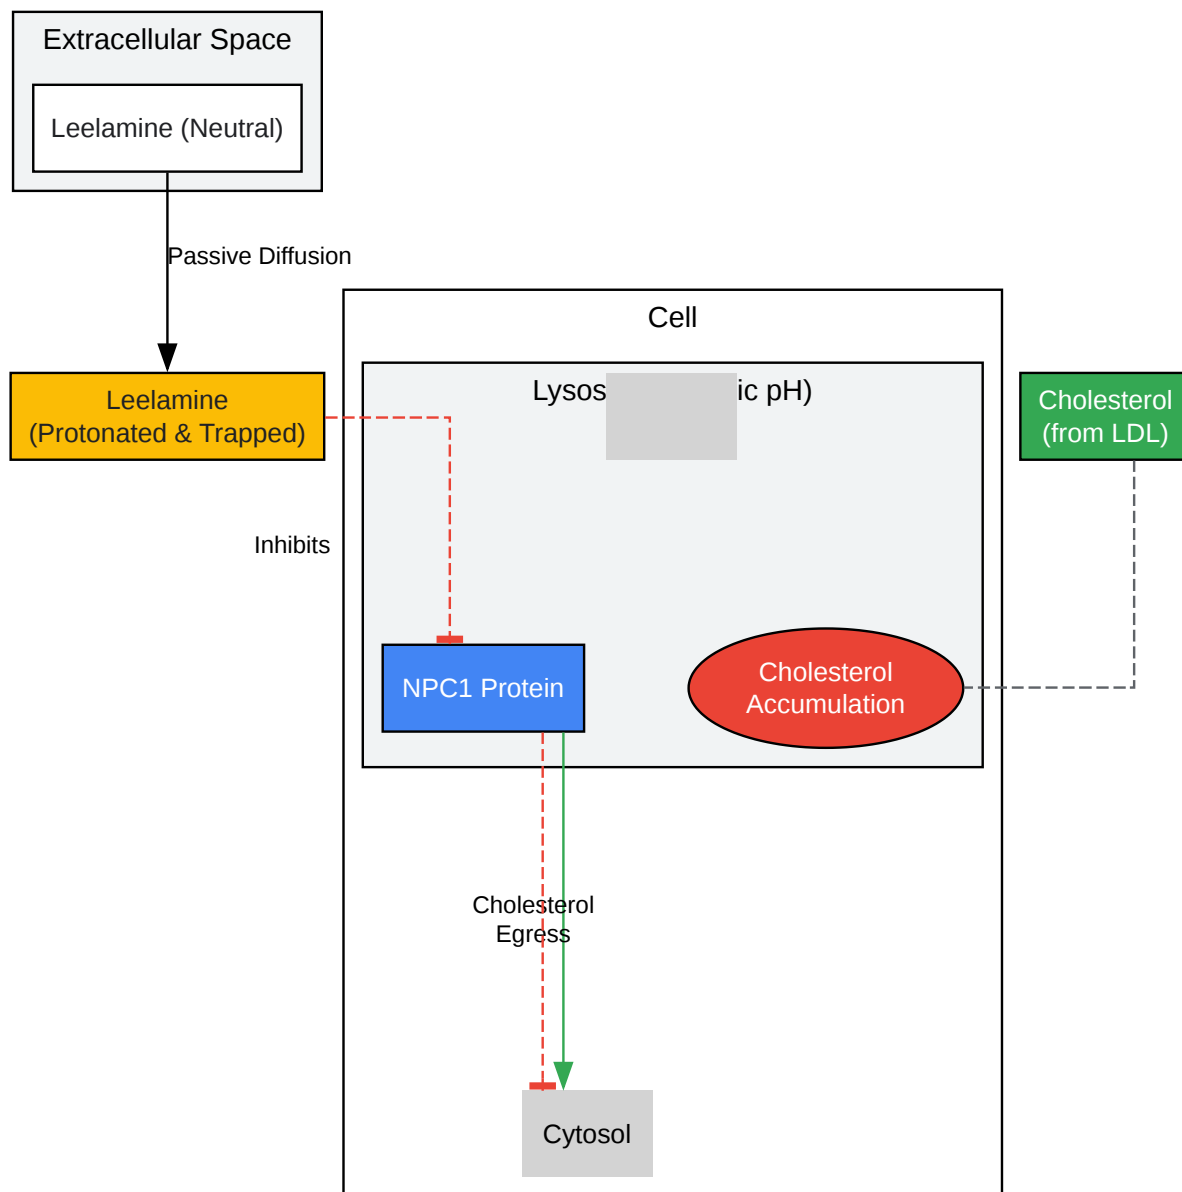 Extracellular Space
Leelamine (Neutral)
Passive Diffusion
Cell
Lysos ic pH)
Leelamine
(Protonated & Trapped)
Cholesterol
(from LDL)
Inhibits
NPC1 Protein
Cholesterol
Accumulation
Cholesterol
Egress
Cytosol